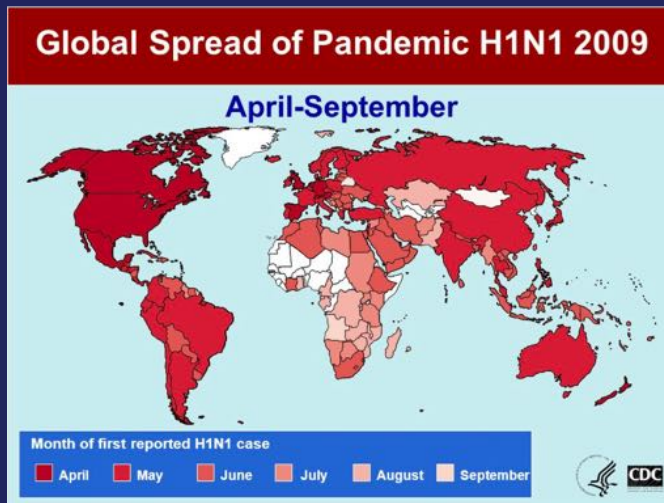 Global Spread of Pandemic H1N1 2009
April-September
Month of first reported H1N1 case
April May June July August September
CDC